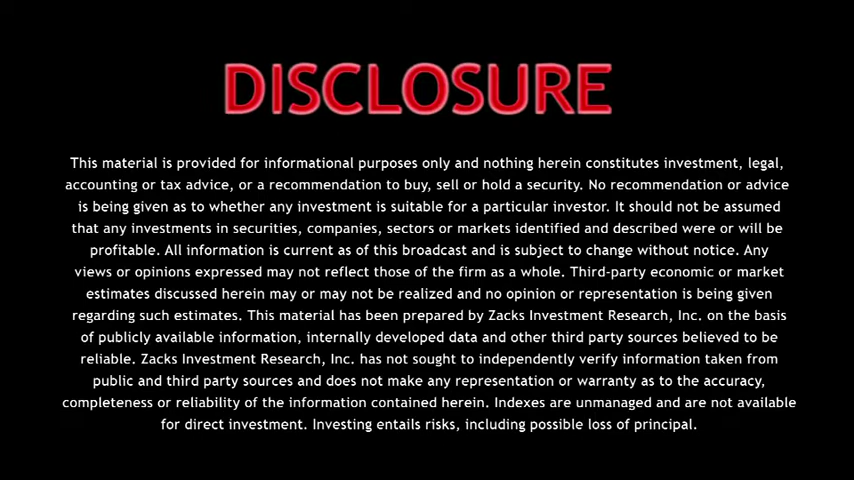 DISCLOSURE
This material is provided for informational purposes only and nothing herein constitutes investment, legal,
accounting or tax advice, or a recommendation to buy, sell or hold a security. No recommendation or advice
is being given as to whether any investment is suitable for a particular investor. It should not be assumed
that any investments in securities, companies, sectors or markets identified and described were or will be
profitable. All information is current as of this broadcast and is subject to change without notice. Any
views or opinions expressed may not reflect those of the firm as a whole. Third-party economic or market
estimates discussed herein may or may not be realized and no opinion or representation is being given
regarding such estimates. This material has been prepared by Zacks Investment Research, Inc. on the basis
of publicly available information, internally developed data and other third party sources believed to be
reliable. Zacks Investment Research, Inc. has not sought to independently verify information taken from
public and third party sources and does not make any representation or warranty as to the accuracy,
completeness or reliability of the information contained herein. Indexes are unmanaged and are not available
for direct investment. Investing entails risks, including possible loss of principal.